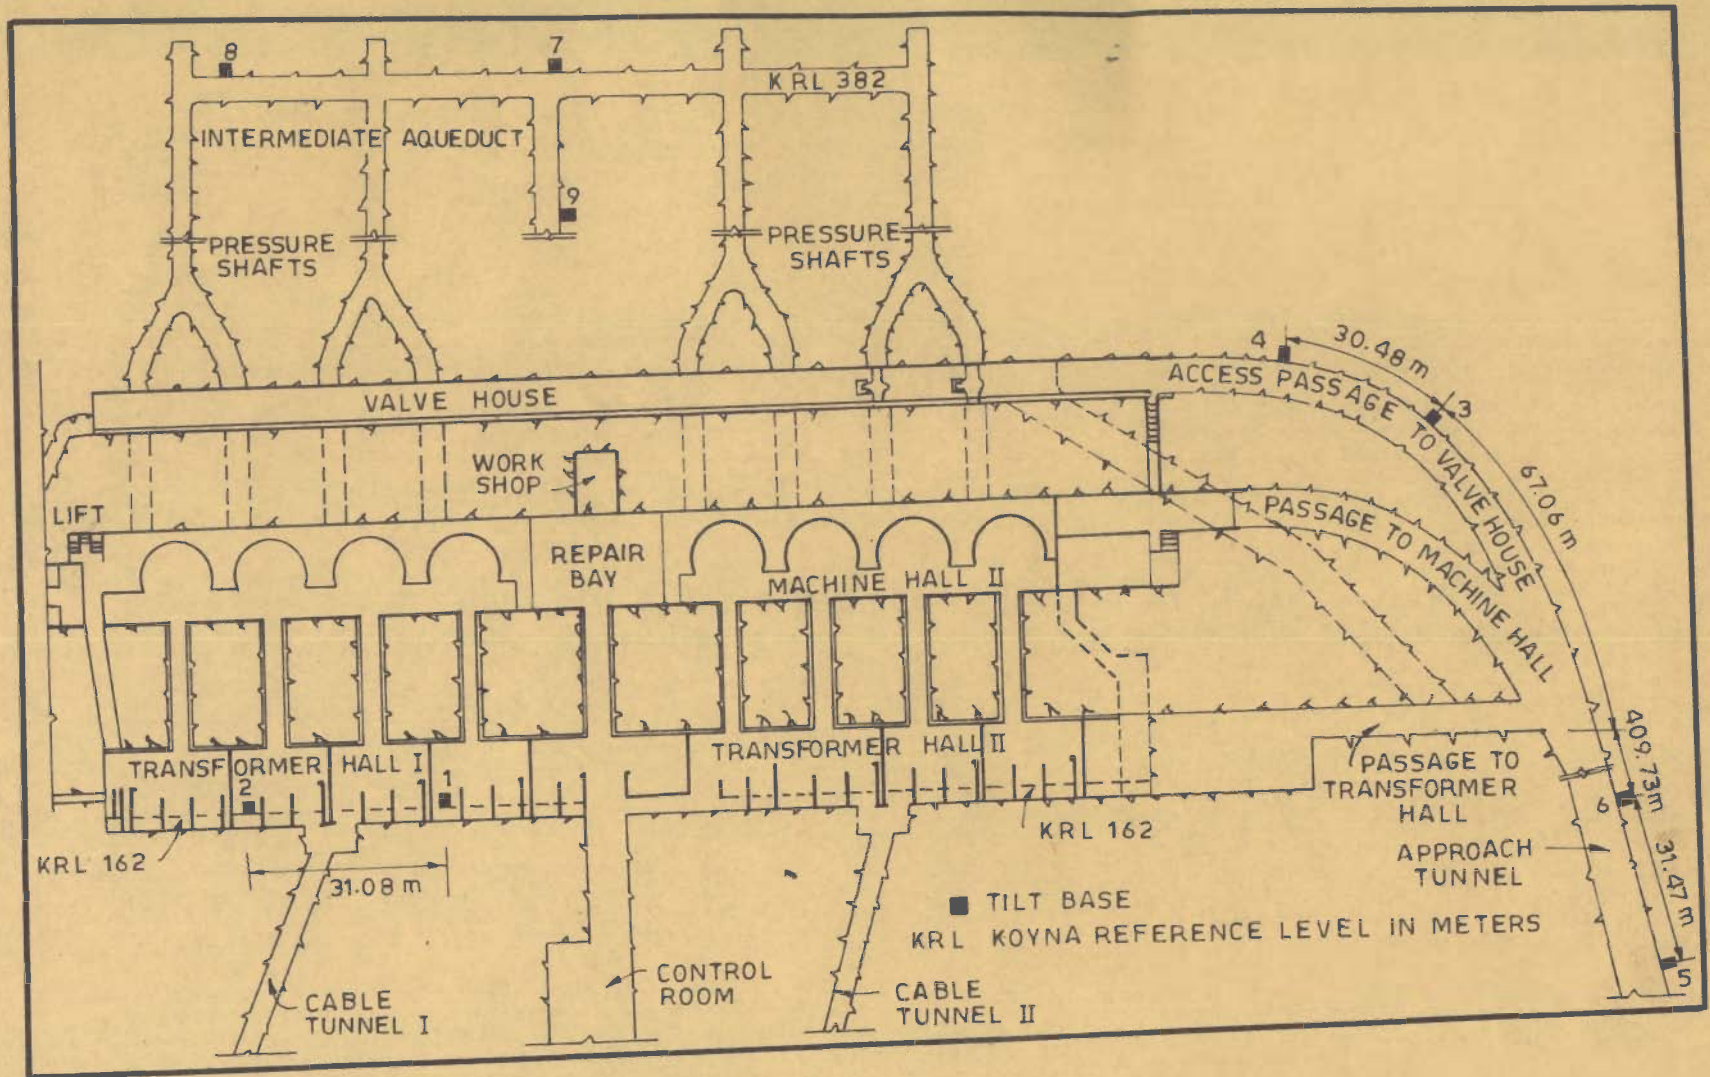 8
7
KRL 382
INTERMEDIATE AQUEDUCT
9
PRESSURE
SHAFTS
PRESSURE
SHAFTS
4
30.48 m
3
ACCESS PASSAGE TO VALVE HOUSE
67.06 m
VALVE HOUSE
WORK
SHOP
LIFT
PASSAGE TO MACHINE HALL
REPAIR
BAY
MACHINE HALL II
TRANSFORMER HALL I
TRANSFORMER HALL II
2
1
409.73m
PASSAGE TO
TRANSFORMER
HALL
6
KRL 162
KRL 162
31.08 m
APPROACH
TUNNEL
31.47 m
TILT BASE
KRL KOYNA REFERENCE LEVEL IN METERS
5
CONTROL
ROOM
CABLE
TUNNEL I
CABLE
TUNNEL II